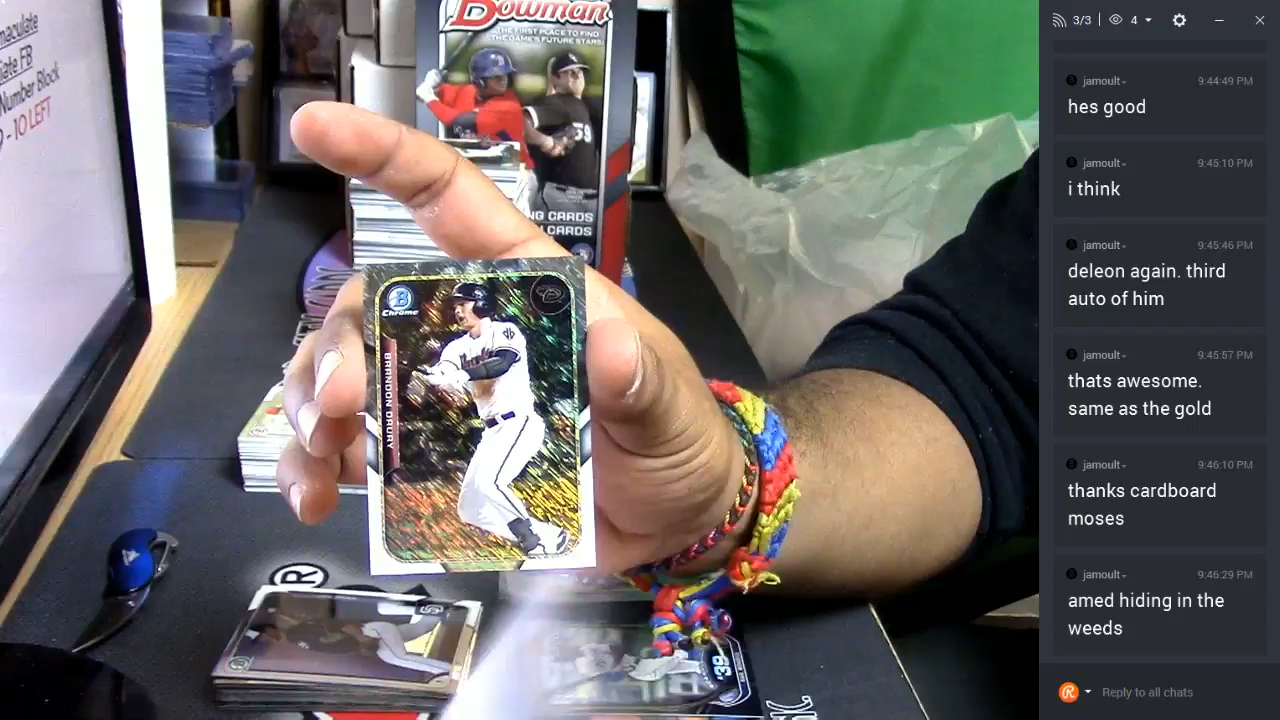 maculate
iate FB
Number Block
- 10 LEFT
Bowman
THE FIRST PLACE TO FIND
THE GAME'S FUTURE STARS!
59
NG CARDS
CARDS
B
Chrome
BRANDON DRURY
39
R
3/3
4
jamoult
9:44:49 PM
hes good
jamoult
9:45:10 PM
i think
jamoult
9:45:46 PM
deleon again. third
auto of him
jamoult
9:45:57 PM
thats awesome.
same as the gold
jamoult
9:46:10 PM
thanks cardboard
moses
jamoult
9:46:29 PM
amed hiding in the
weeds
Reply to all chats